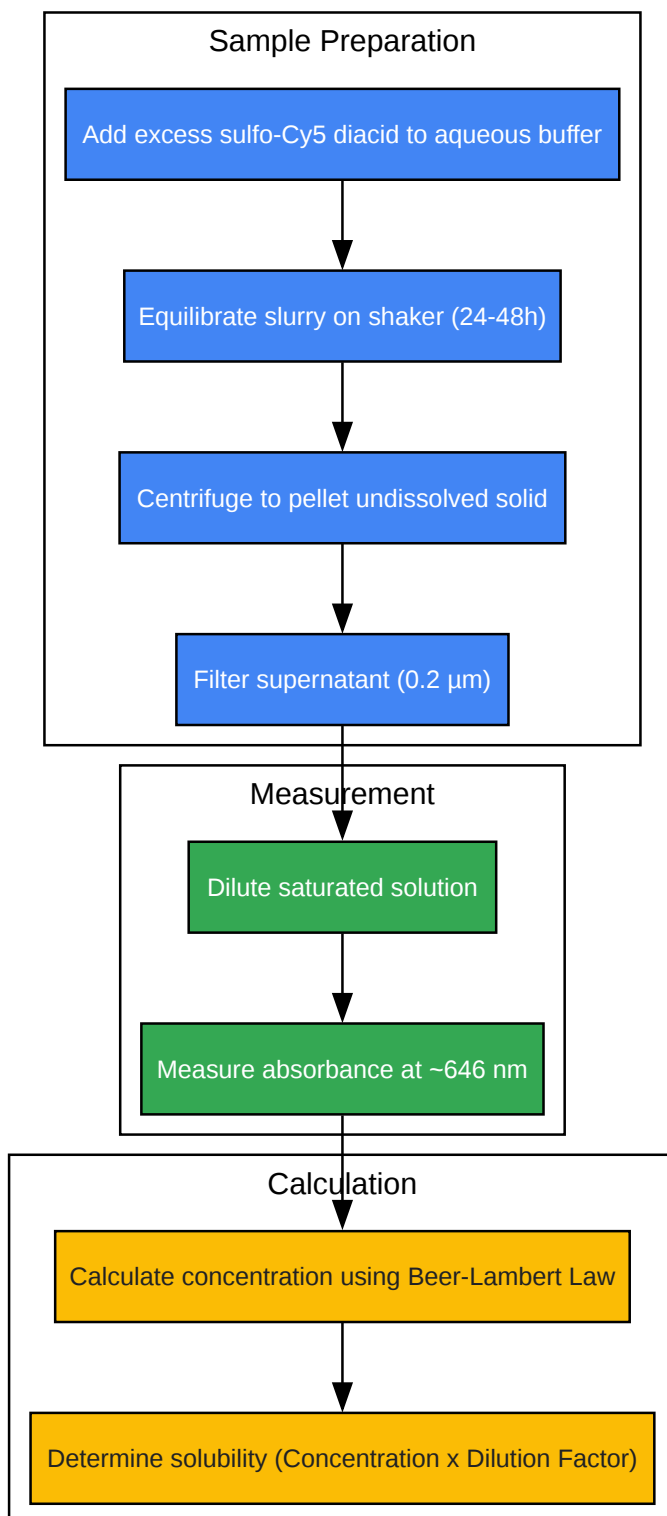 Sample Preparation
Add excess sulfo-Cy5 diacid to aqueous buffer
Equilibrate slurry on shaker (24-48h)
Centrifuge to pellet undissolved solid
Filter supernatant (0.2 µm)
Measurement
Dilute saturated solution
Measure absorbance at ~646 nm
Calculation
Calculate concentration using Beer-Lambert Law
Determine solubility (Concentration x Dilution Factor)